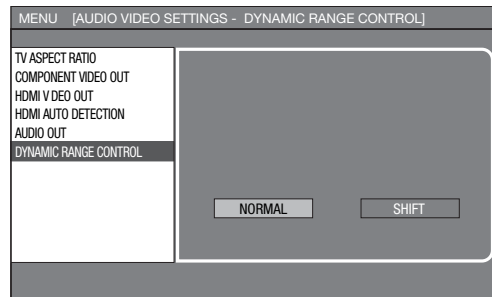 MENU [AUDIO VIDEO SETTINGS - DYNAMIC RANGE CONTROL]
TV ASPECT RATIO
COMPONENT VIDEO OUT
HDMI V DEO OUT
HDMI AUTO DETECTION
AUDIO OUT
DYNAMIC RANGE CONTROL
NORMAL SHIFT